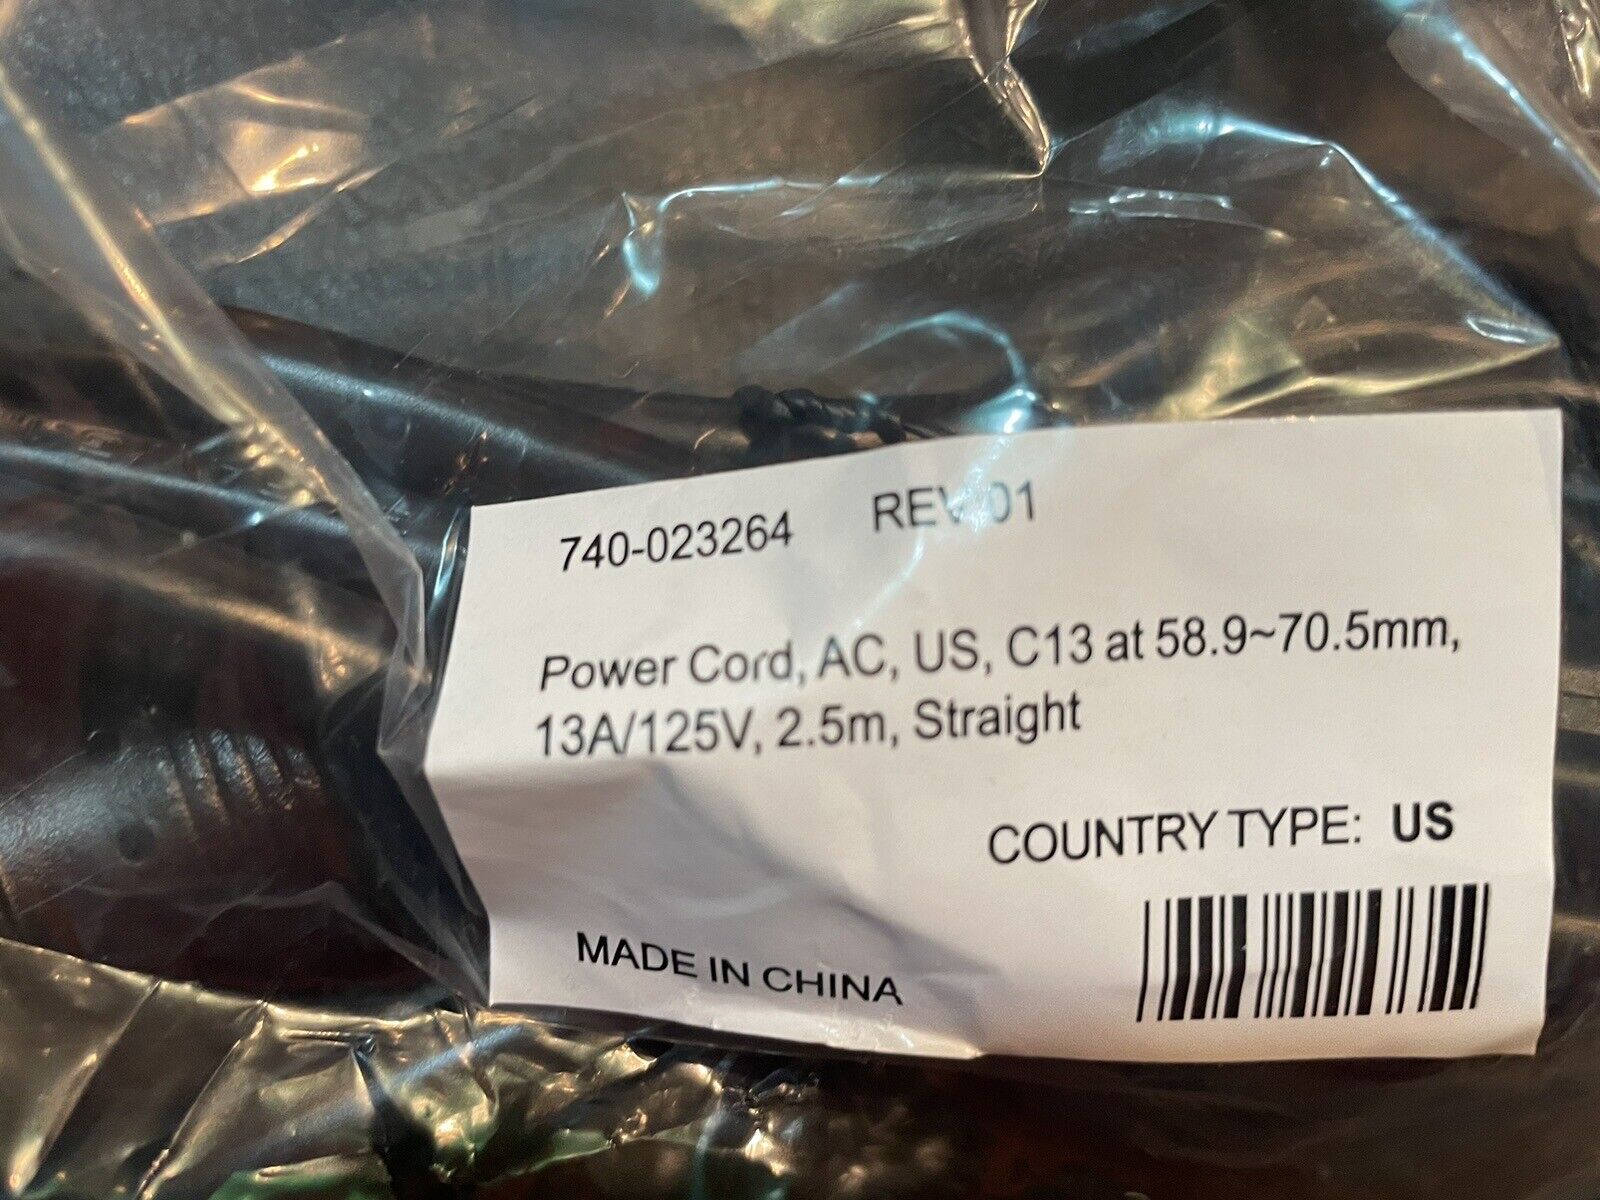 740-023264 REV 01
Power Cord, AC, US, C13 at 58.9~70.5mm,
13A/125V, 2.5m, Straight
COUNTRY TYPE: US
MADE IN CHINA